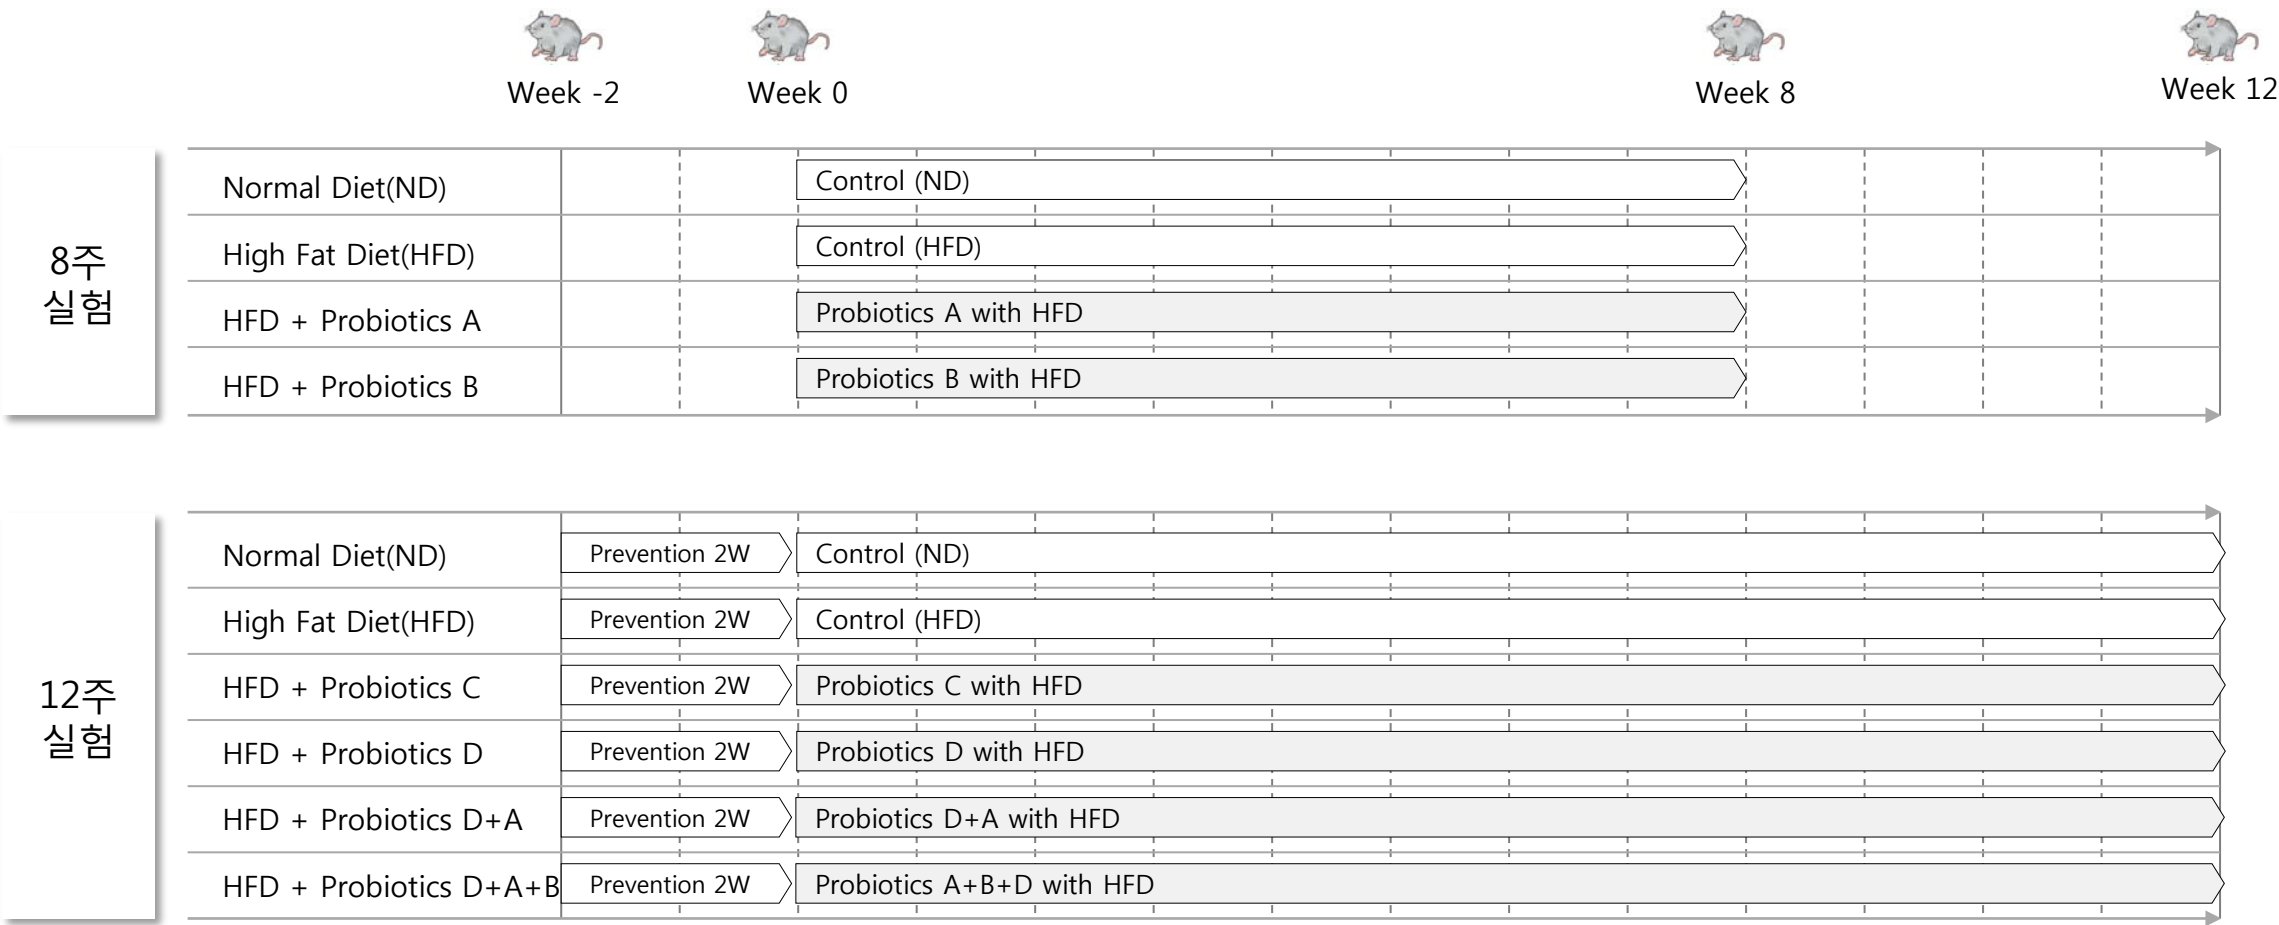 Week -2
Week 0
Week 8
Week 12
8주
실험
Normal Diet(ND)
Control (ND)
High Fat Diet(HFD)
Control (HFD)
HFD + Probiotics A
Probiotics A with HFD
HFD + Probiotics B
Probiotics B with HFD
12주
실험
Normal Diet(ND)
Prevention 2W
Control (ND)
High Fat Diet(HFD)
Prevention 2W
Control (HFD)
HFD + Probiotics C
Prevention 2W
Probiotics C with HFD
HFD + Probiotics D
Prevention 2W
Probiotics D with HFD
HFD + Probiotics D+A
Prevention 2W
Probiotics D+A with HFD
HFD + Probiotics D+A+B
Prevention 2W
Probiotics A+B+D with HFD